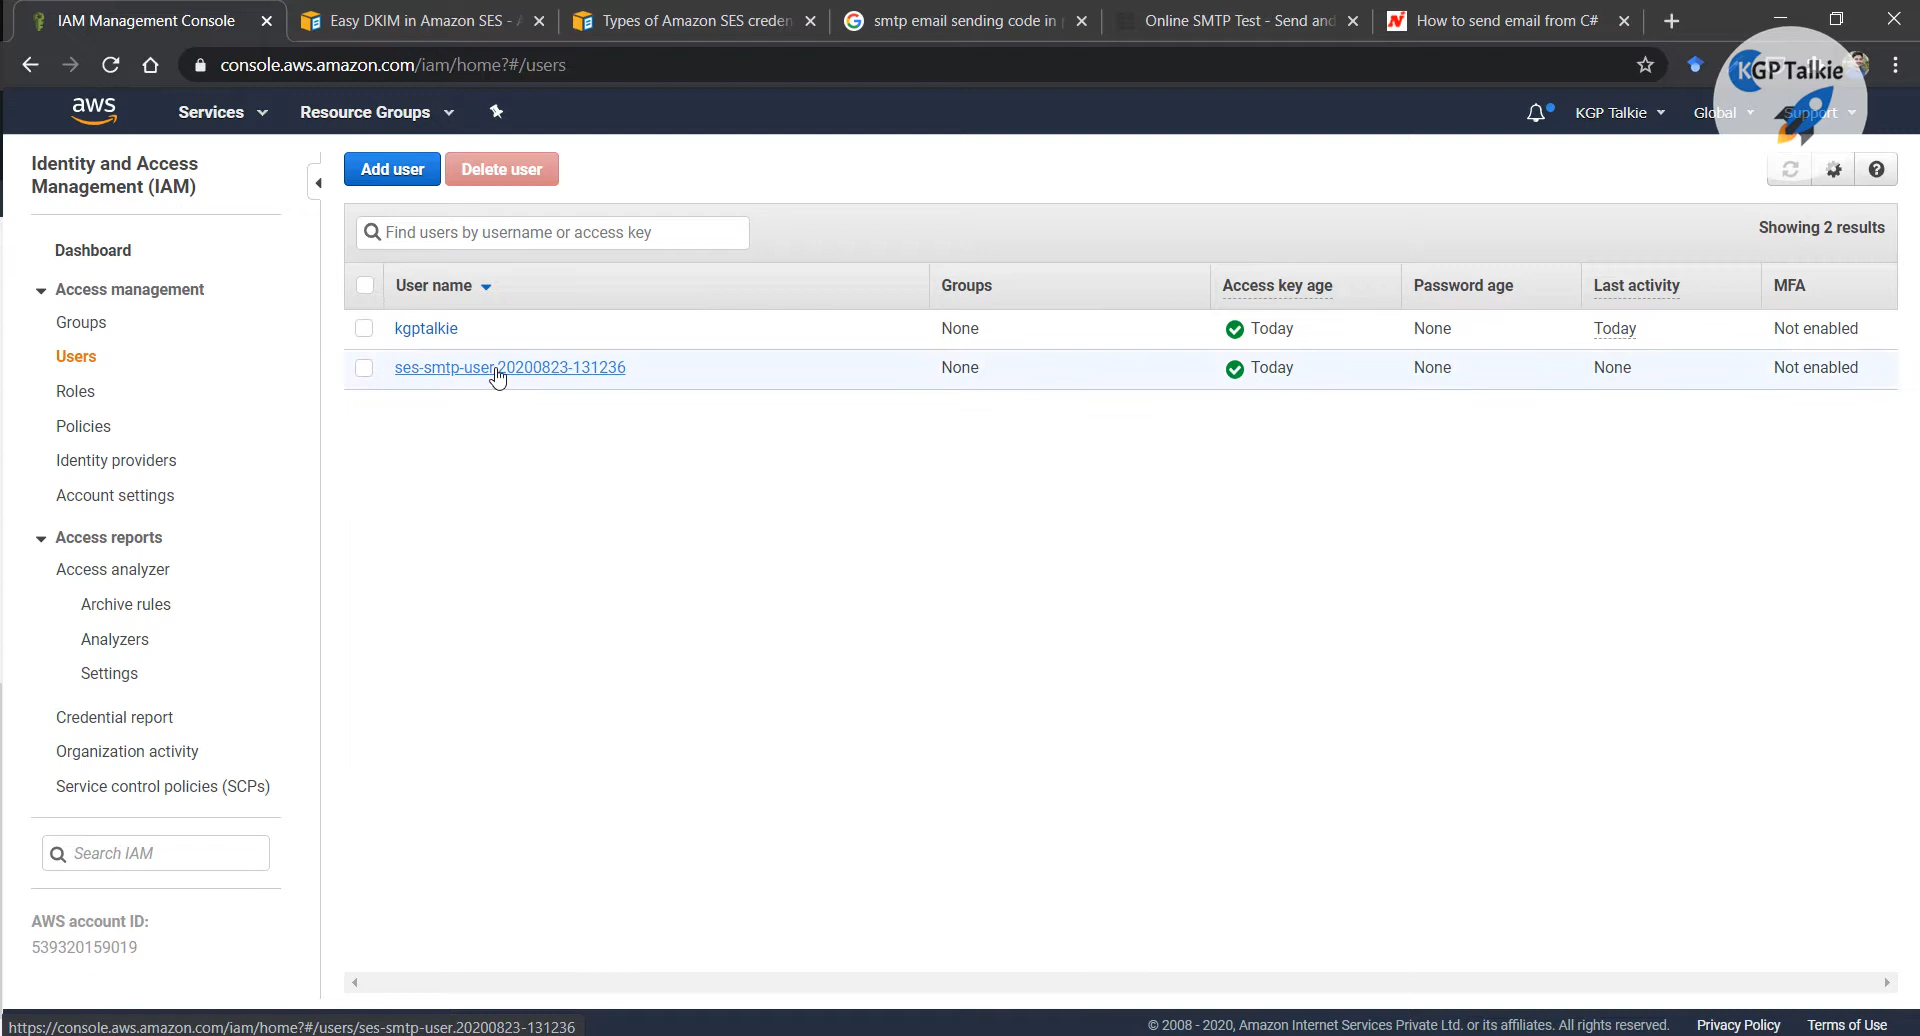 IAM Management Console
Easy DKIM in Amazon SES - A
Types of Amazon SES creden
smtp email sending code in p
Online SMTP Test - Send and
How to send email from C#
console.aws.amazon.com/iam/home?#/users
KGPTalkie
aws
Services
Resource Groups
KGP Talkie
Global
Support
Identity and Access
Management (IAM)
Add user
Delete user
Find users by username or access key
Showing 2 results
User name
Groups
Access key age
Password age
Last activity
MFA
kgptalkie
None
Today
None
Today
Not enabled
ses-smtp-user.20200823-131236
None
Today
None
None
Not enabled
Dashboard
Access management
Groups
Users
Roles
Policies
Identity providers
Account settings
Access reports
Access analyzer
Archive rules
Analyzers
Settings
Credential report
Organization activity
Service control policies (SCPs)
Search IAM
AWS account ID:
539320159019
https://console.aws.amazon.com/iam/home?#/users/ses-smtp-user.20200823-131236
© 2008 - 2020, Amazon Internet Services Private Ltd. or its affiliates. All rights reserved.
Privacy Policy
Terms of Use